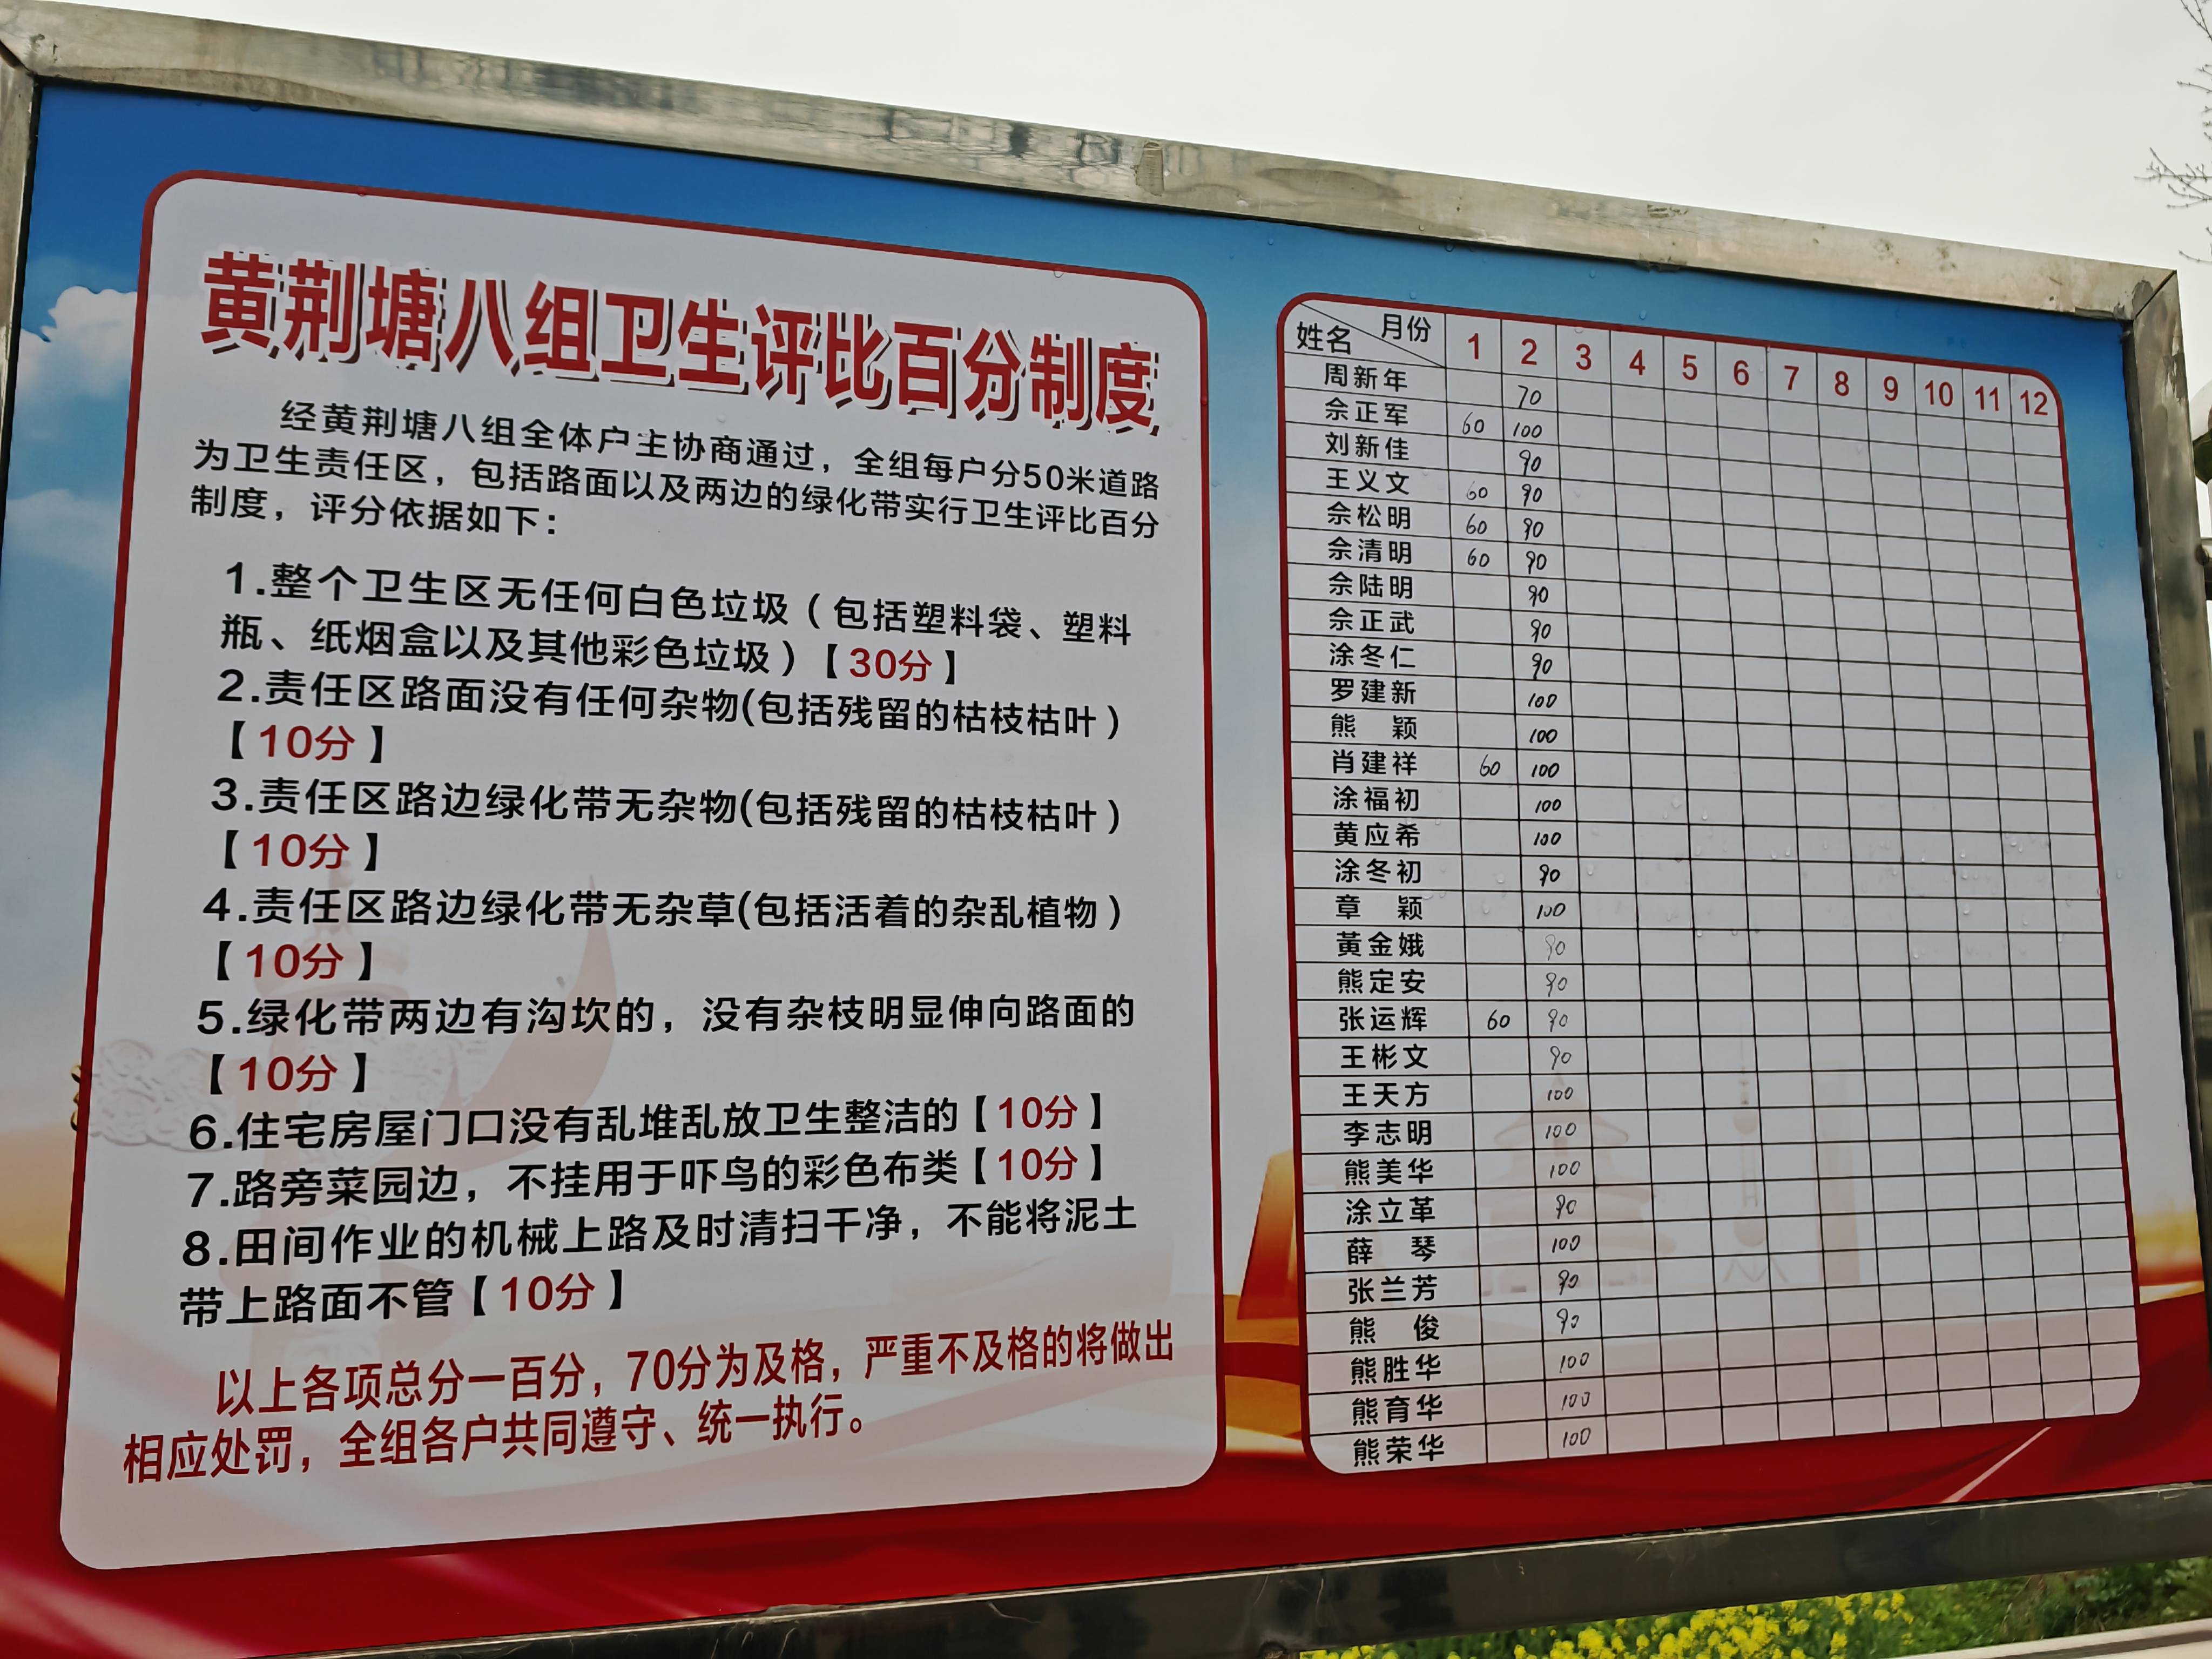 黄荆塘八组卫生评比百分制度
经黄荆塘八组全体户主协商通过，全组每户分50米道路
为卫生责任区，包括路面以及两边的绿化带实行卫生评比百分
制度，评分依据如下：
1.整个卫生区无任何白色垃圾（包括塑料袋、塑料
瓶、纸烟盒以及其他彩色垃圾）【30分】
2.责任区路面没有任何杂物(包括残留的枯枝枯叶）
【10分】
3.责任区路边绿化带无杂物(包括残留的枯枝枯叶）
【10分】
4.责任区路边绿化带无杂草(包括活着的杂乱植物）
【10分】
5.绿化带两边有沟坎的，没有杂枝明显伸向路面的
【10分】
6.住宅房屋门口没有乱堆乱放卫生整洁的【10分】
7.路旁菜园边，不挂用于吓鸟的彩色布类【10分】
8.田间作业的机械上路及时清扫干净，不能将泥土
带上路面不管【10分】
以上各项总分一百分，70分为及格，严重不及格的将做出
相应处罚，全组各户共同遵守、统一执行。
姓名 月份 1 2 3 4 5 6 7 8 9 10 11 12
周新年 70
佘正军 60 100
刘新佳 90
王义文 60 90
佘松明 60 90
佘清明 60 90
佘陆明 90
佘正武 90
涂冬仁 90
罗建新 100
熊 颖 100
肖建祥 60 100
涂福初 100
黄应希 100
涂冬初 90
章 颖 100
黃金娥 90
熊定安 90
张运辉 60 90
王彬文 90
王天方 100
李志明 100
熊美华 100
涂立革 90
薛 琴 100
张兰芳 90
熊 俊 90
熊胜华 100
熊育华 100
熊荣华 100